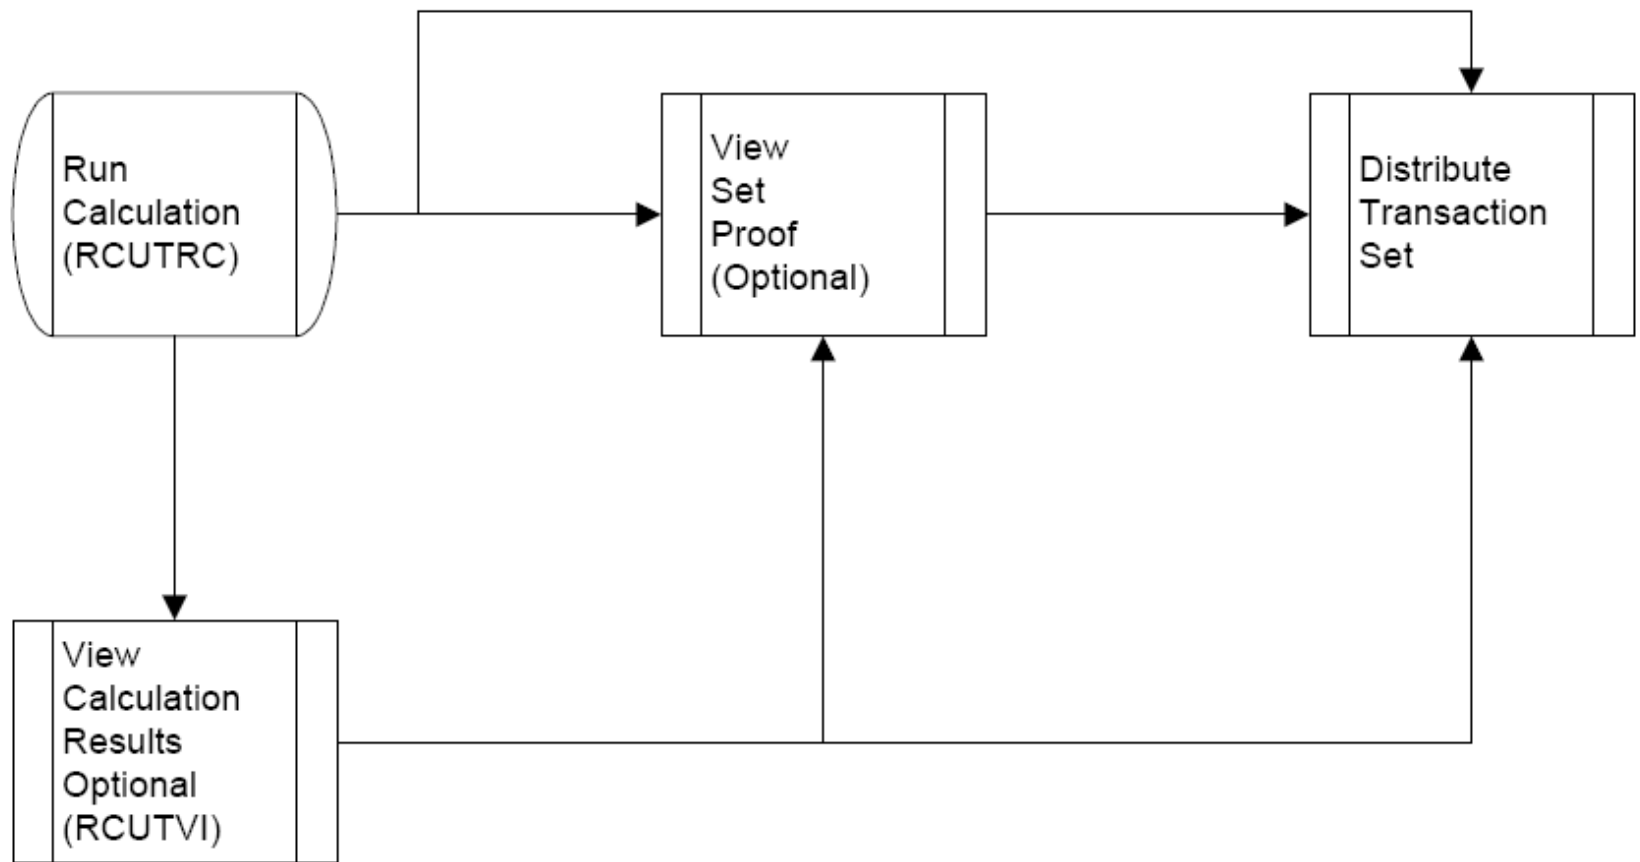 Run
Calculation
(RCUTRC)
View
Set
Proof
(Optional)
Distribute
Transaction
Set
View
Calculation
Results
Optional
(RCUTVI)